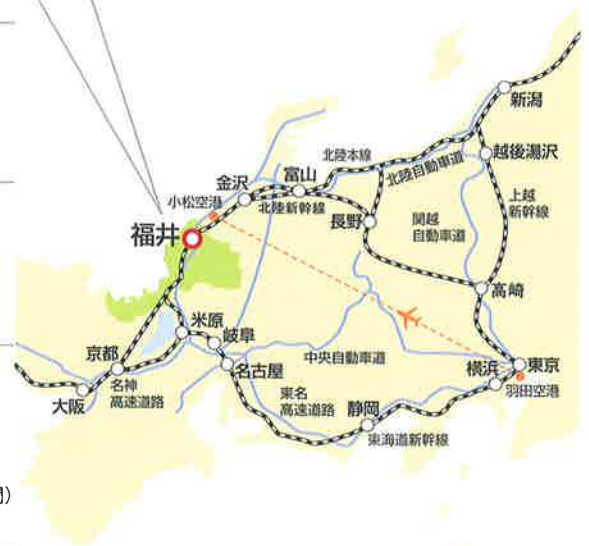 新潟
越後湯沢
北陸本線
北陸自動車道
富山
金沢
小松空港
北陸新幹線
長野
関越
自動車道
上越
新幹線
福井
高崎
米原
岐阜
京都
名古屋
中央自動車道
横浜
東京
羽田空港
名神
高速道路
大阪
東名
高速道路
静岡
東海道新幹線